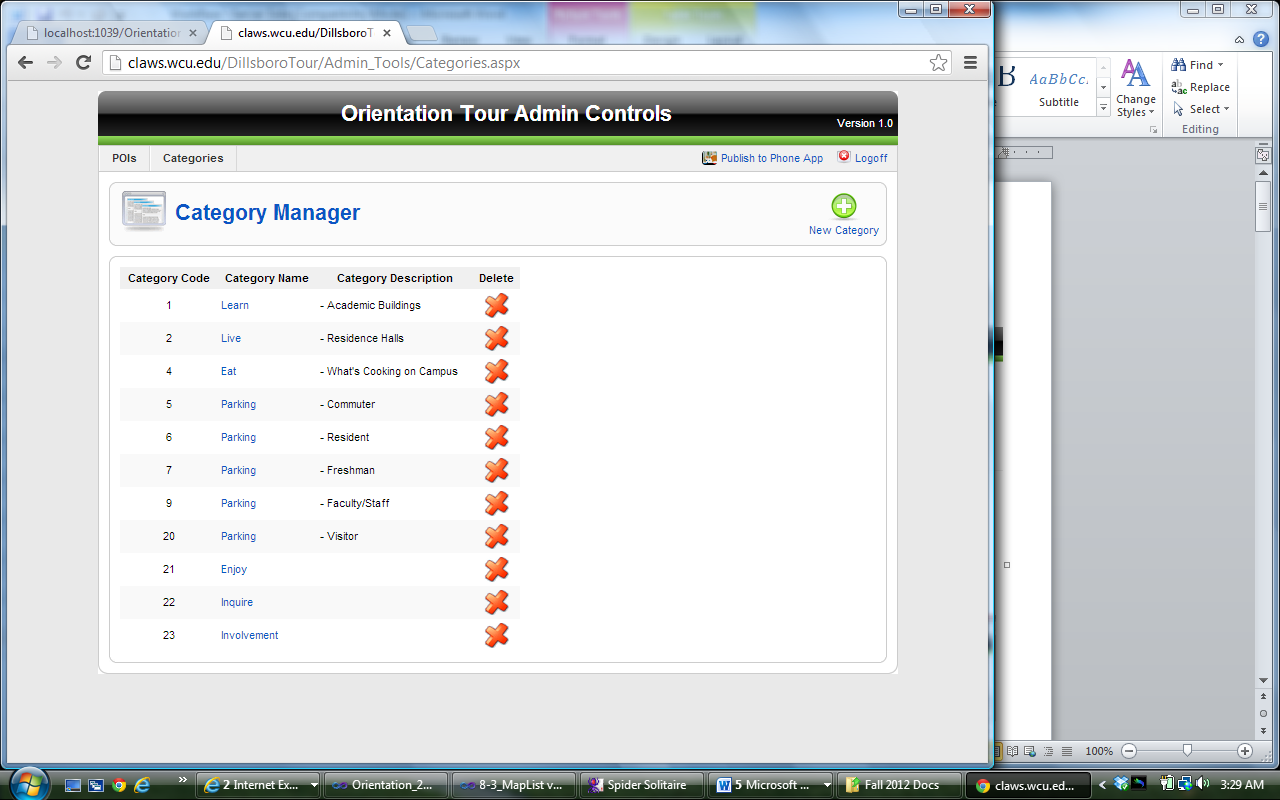 localhost:1039/Orientation
claws.wcu.edu/DillsboroT
claws.wcu.edu/DillsboroTour/Admin_Tools/Categories.aspx
Orientation Tour Admin Controls
Version 1.0
POIs Categories Publish to Phone App Logoff
Category Manager
New Category
Category Code Category Name Category Description Delete
1 Learn - Academic Buildings
2 Live - Residence Halls
4 Eat - What's Cooking on Campus
5 Parking - Commuter
6 Parking - Resident
7 Parking - Freshman
9 Parking - Faculty/Staff
20 Parking - Visitor
21 Enjoy
22 Inquire
23 Involvement
AaBbCc.
Subtitle
Change
Styles
Find
Replace
Select
Editing
100%
2 Internet Ex...
Orientation_2...
8-3_MapList v...
Spider Solitaire
5 Microsoft ...
Fall 2012 Docs
claws.wcu.ed...
3:29 AM